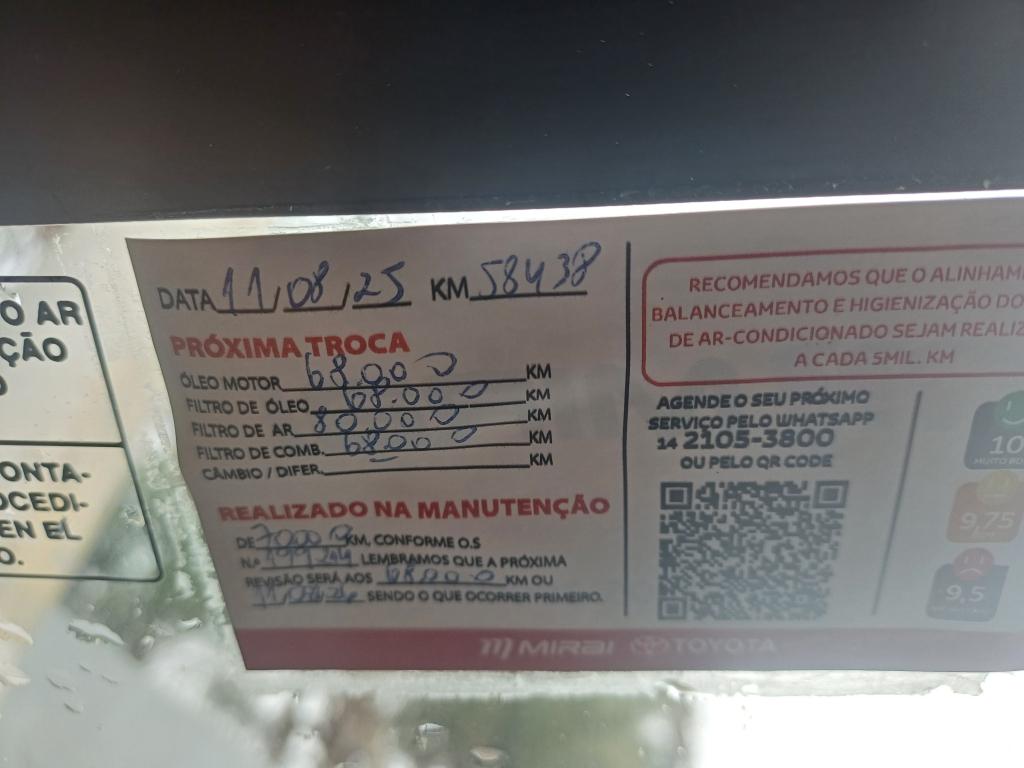 O AR
ÇÃO
O
CONTA-
OCEDI-
EN EL
O.
DATA 11/08/25 KM 58438
PRÓXIMA TROCA
ÓLEO MOTOR 68.000 KM
FILTRO DE ÓLEO 68.000 KM
FILTRO DE AR 80.000 KM
FILTRO DE COMB. 68000 KM
CÂMBIO / DIFER. KM
REALIZADO NA MANUTENÇÃO
DE KM, CONFORME O.S
N.º LEMBRAMOS QUE A PRÓXIMA
REVISÃO SERÁ AOS 68.000 KM OU
SENDO O QUE OCORRER PRIMEIRO.
RECOMENDAMOS QUE O ALINHAM
BALANCEAMENTO E HIGIENIZAÇÃO DO
DE AR-CONDICIONADO SEJAM REALIZ
A CADA 5MIL. KM
AGENDE O SEU PRÓXIMO
SERVIÇO PELO WHATSAPP
14 2105-3800
OU PELO QR CODE
10
MUITO BO
9,75
9,5
MIRAI TOYOTA